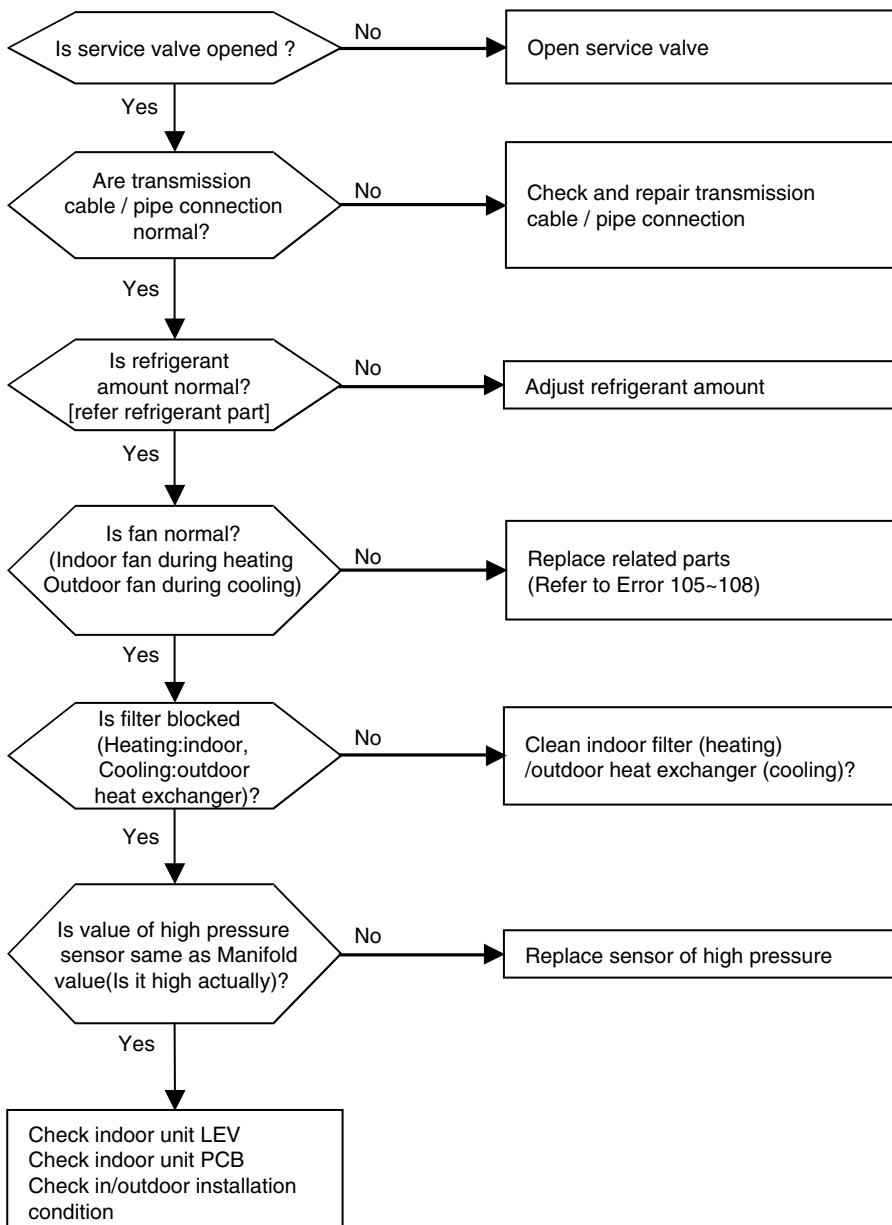 Is service valve opened ?
No
Open service valve
Yes
Are transmission
cable / pipe connection
normal?
No
Check and repair transmission
cable / pipe connection
Yes
Is refrigerant
amount normal?
[refer refrigerant part]
No
Adjust refrigerant amount
Yes
Is fan normal?
(Indoor fan during heating
Outdoor fan during cooling)
No
Replace related parts
(Refer to Error 105~108)
Yes
Is filter blocked
(Heating:indoor,
Cooling:outdoor
heat exchanger)?
No
Clean indoor filter (heating)
/outdoor heat exchanger (cooling)?
Yes
Is value of high pressure
sensor same as Manifold
value(Is it high actually)?
No
Replace sensor of high pressure
Yes
Check indoor unit LEV
Check indoor unit PCB
Check in/outdoor installation
condition